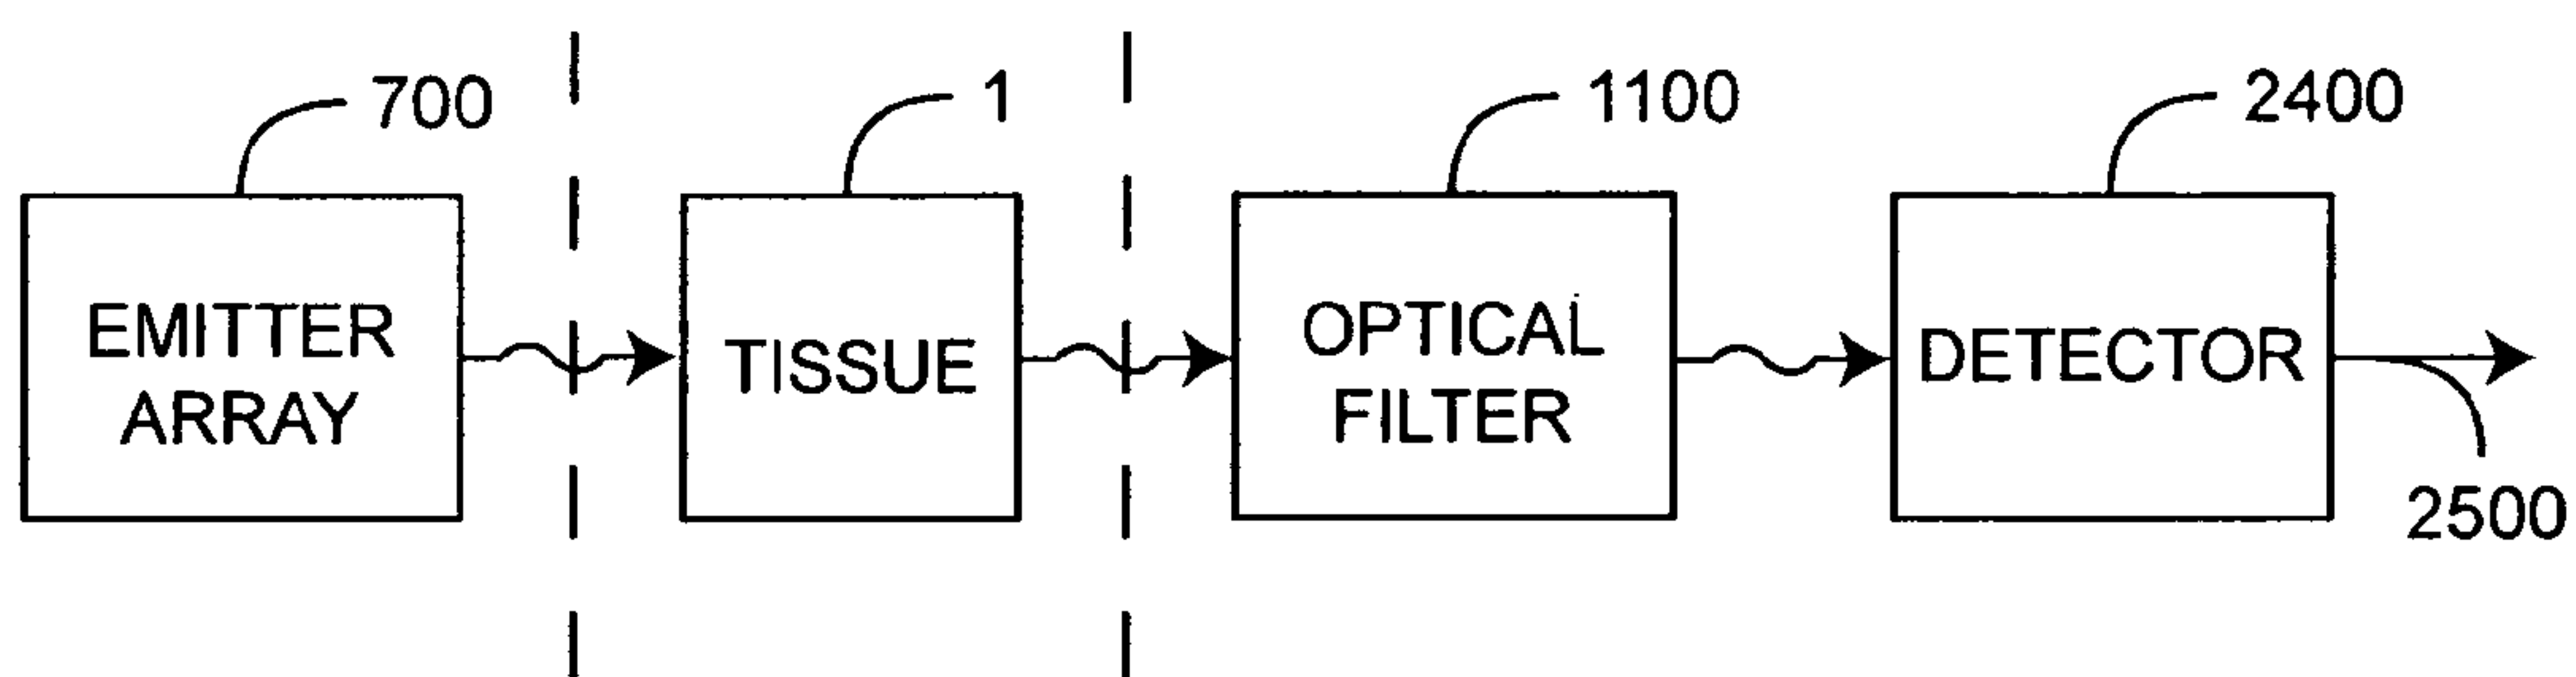 700
1
1100
2400
EMITTER
ARRAY
TISSUE
OPTICAL
FILTER
DETECTOR
2500